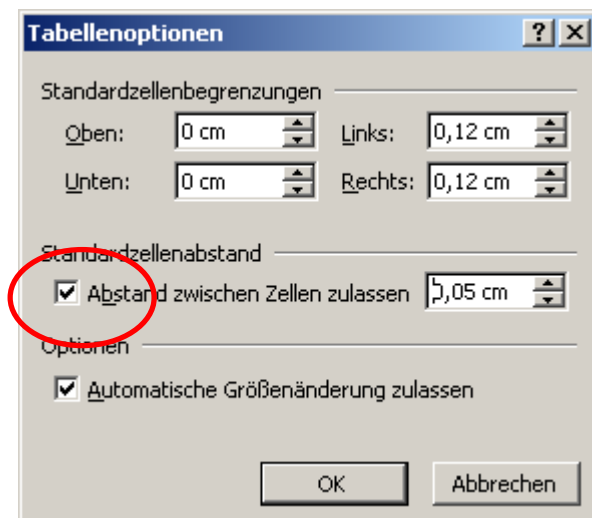 Tabellenoptionen
Standardzellenbegrenzungen
Oben: 0 cm Links: 0,12 cm
Unten: 0 cm Rechts: 0,12 cm
Standardzellenabstand
Abstand zwischen Zellen zulassen 0,05 cm
Optionen
Automatische Größenänderung zulassen
OK Abbrechen